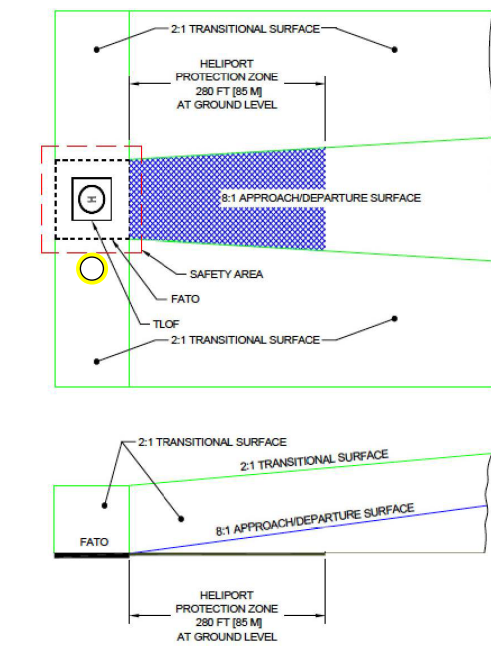 2:1 TRANSITIONAL SURFACE
HELIPORT
PROTECTION ZONE
280 FT [85 M]
AT GROUND LEVEL
H
8:1 APPROACH/DEPARTURE SURFACE
SAFETY AREA
FATO
TLOF
2:1 TRANSITIONAL SURFACE
2:1 TRANSITIONAL SURFACE
2:1 TRANSITIONAL SURFACE
8:1 APPROACH/DEPARTURE SURFACE
FATO
HELIPORT
PROTECTION ZONE
280 FT [85 M]
AT GROUND LEVEL